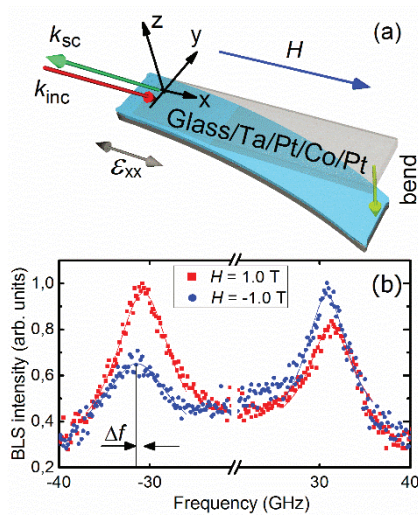 (a)
z
y
H
k_sc
k_inc
x
Glass/Ta/Pt/Co/Pt
ε_xx
bend
(b)
H = 1.0 T
H = -1.0 T
BLS intensity (arb. units)
1,0
0,8
0,6
0,4
0,2
Δf
-40 -30 30 40
Frequency (GHz)